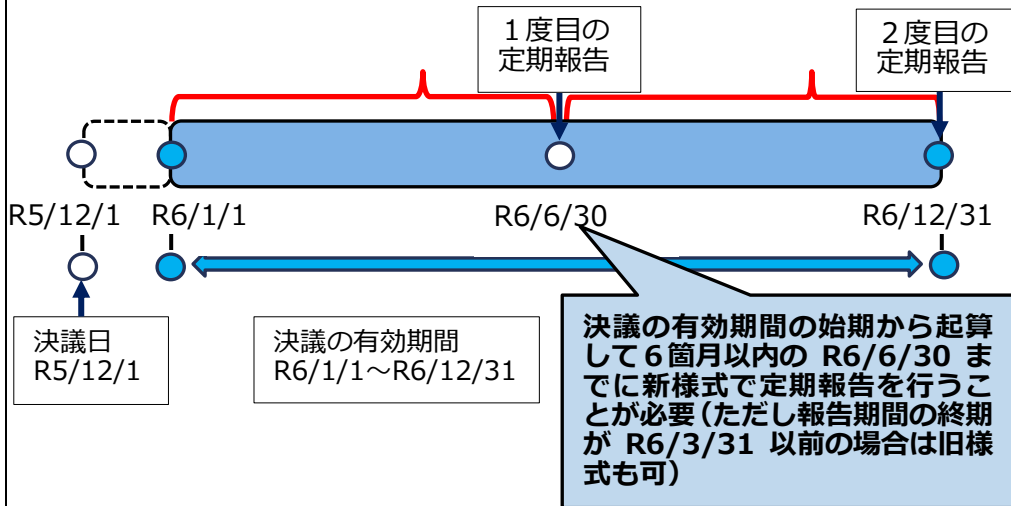 １度目の
定期報告
２度目の
定期報告
R5/12/1
R6/1/1
R6/6/30
R6/12/31
決議日
R5/12/1
決議の有効期間
R6/1/1～R6/12/31
決議の有効期間の始期から起算
して６箇月以内の R6/6/30 ま
でに新様式で定期報告を行うこ
とが必要（ただし報告期間の終期
が R6/3/31 以前の場合は旧様
式も可）